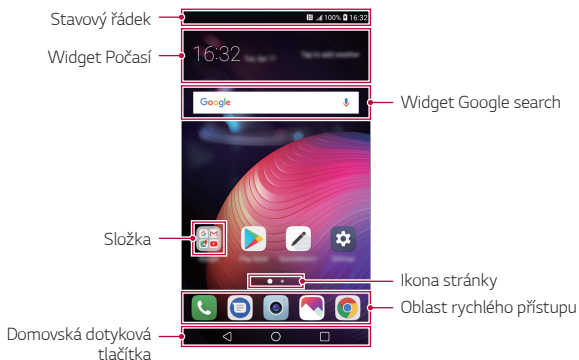 Stavový řádek
100% 16:32
Widget Počasí
16:32
Google
Widget Google search
Složka
Ikona stránky
Oblast rychlého přístupu
Domovská dotyková
tlačítka